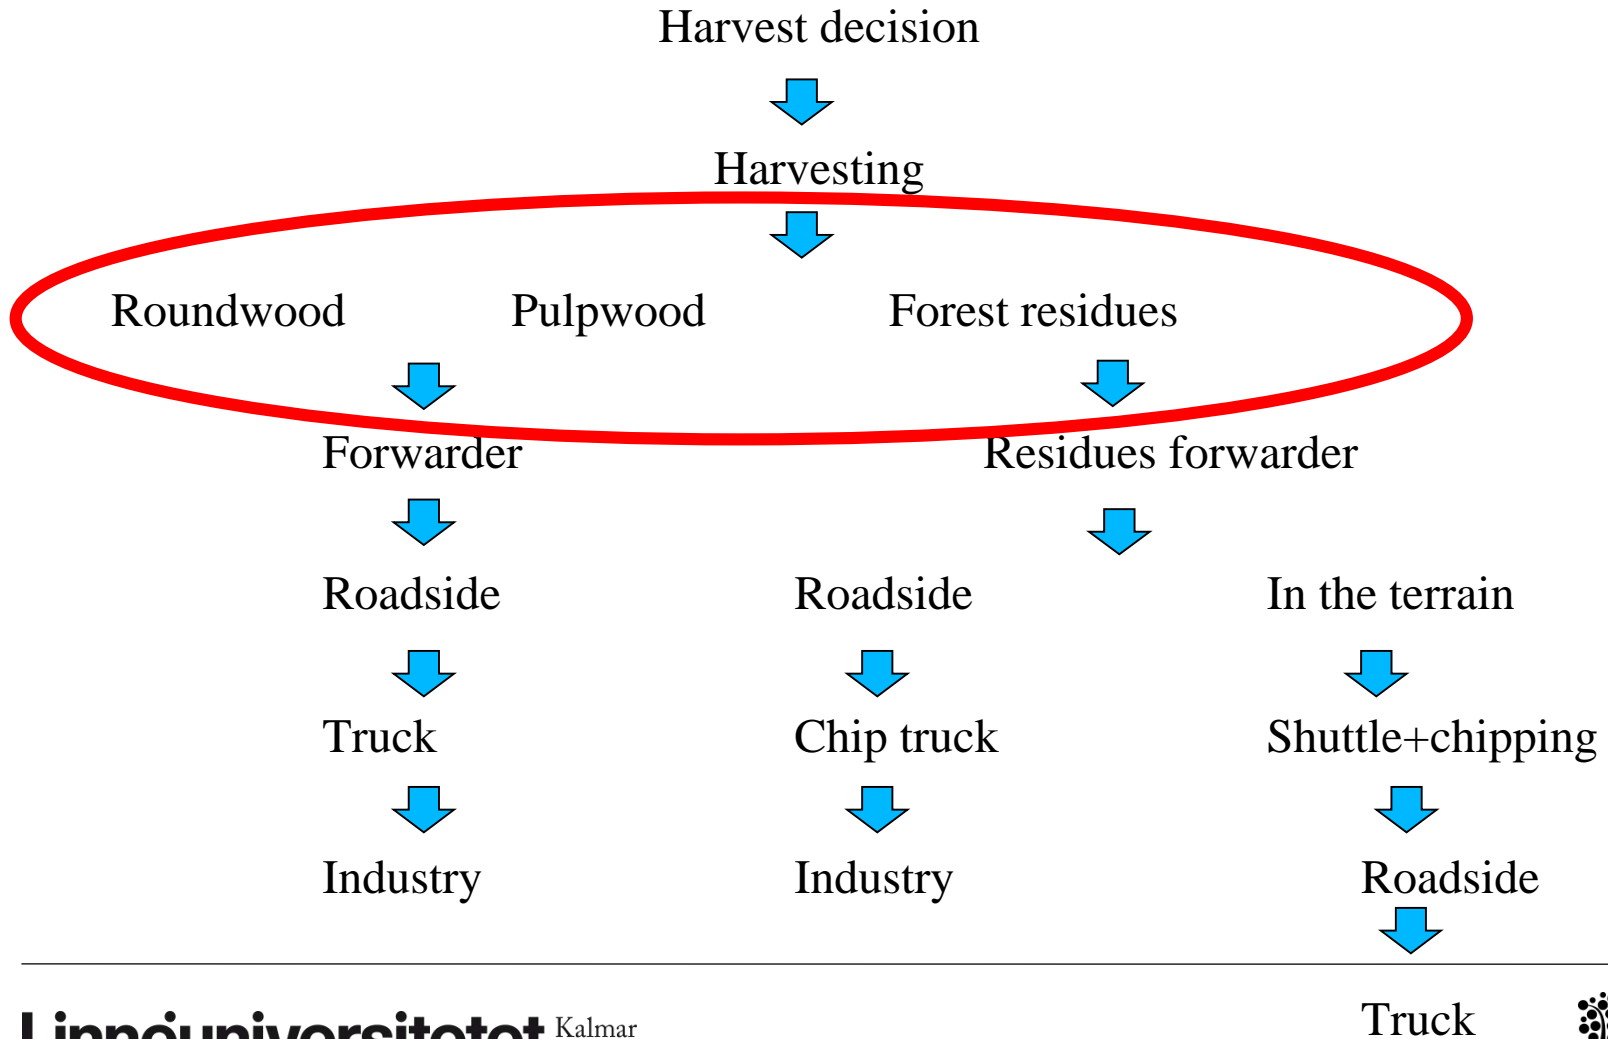 Harvest decision
Harvesting
Roundwood Pulpwood Forest residues
Forwarder Residues forwarder
Roadside Roadside In the terrain
Truck Chip truck Shuttle+chipping
Industry Industry Roadside
Truck
Linnéuniversitetet Kalmar